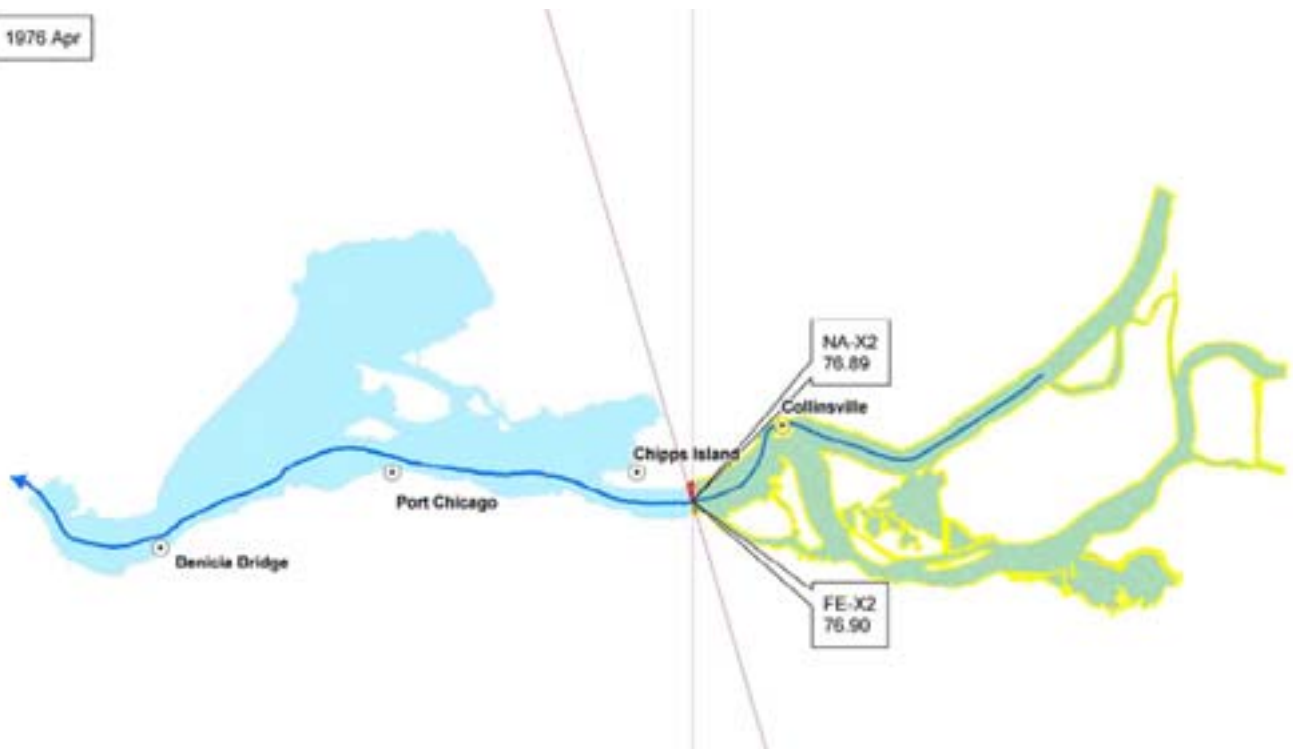 1976 Apr
NA-X2
76.89
Collinsville
Chipps Island
Port Chicago
Benicia Bridge
FE-X2
76.90